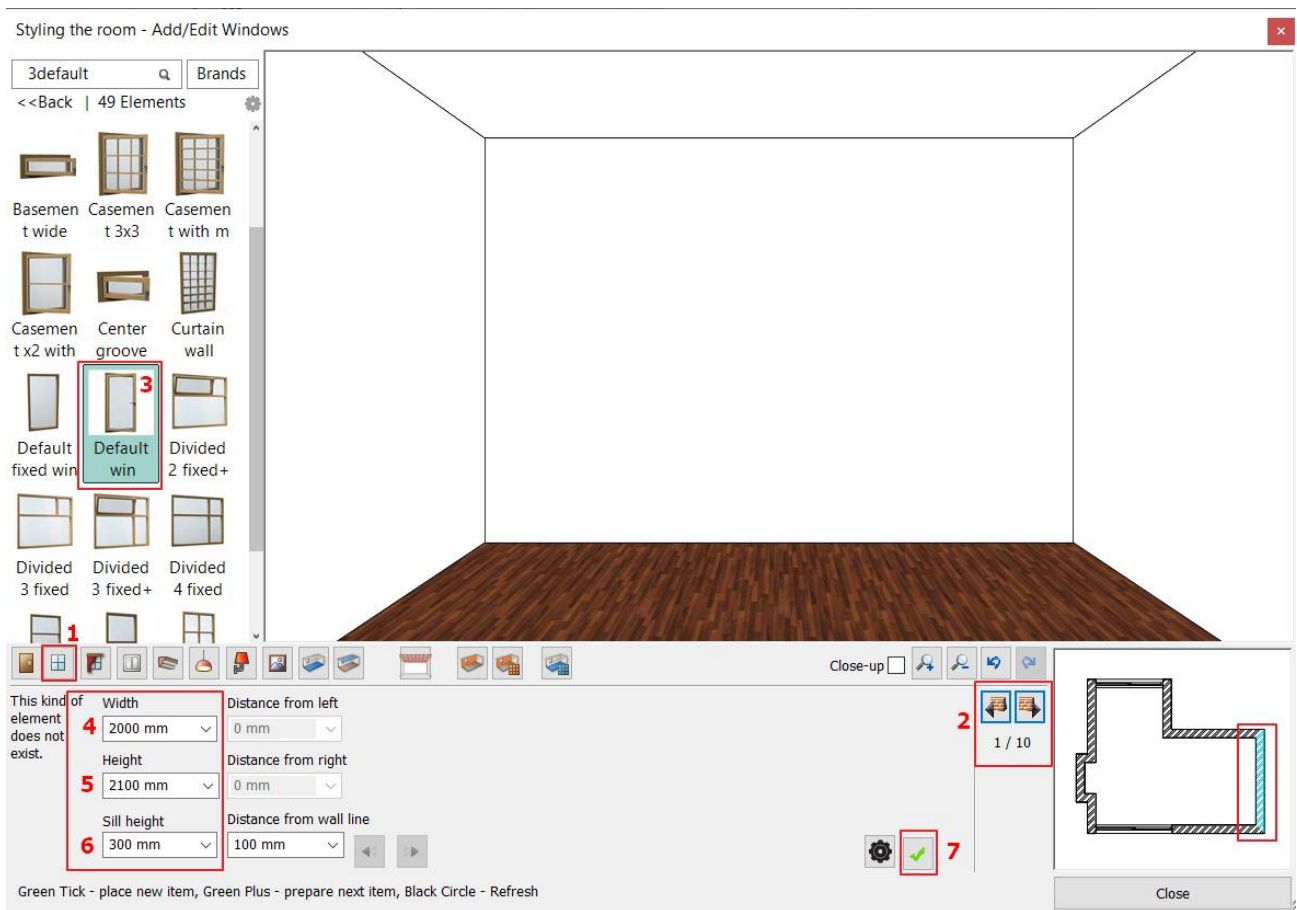 Styling the room - Add/Edit Windows
3default
Brands
<<Back | 49 Elements
Basemen Casemen Casemen
t wide t 3x3 t with m
Casemen Center Curtain
t x2 with groove wall
3
Default Default Divided
fixed win win 2 fixed+
Divided Divided Divided
3 fixed 3 fixed+ 4 fixed
1
Close-up
This kind of
element
does not
exist.
Width
4 2000 mm
Height
5 2100 mm
Sill height
6 300 mm
Distance from left
0 mm
Distance from right
0 mm
Distance from wall line
100 mm
2
1 / 10
7
Green Tick - place new item, Green Plus - prepare next item, Black Circle - Refresh
Close